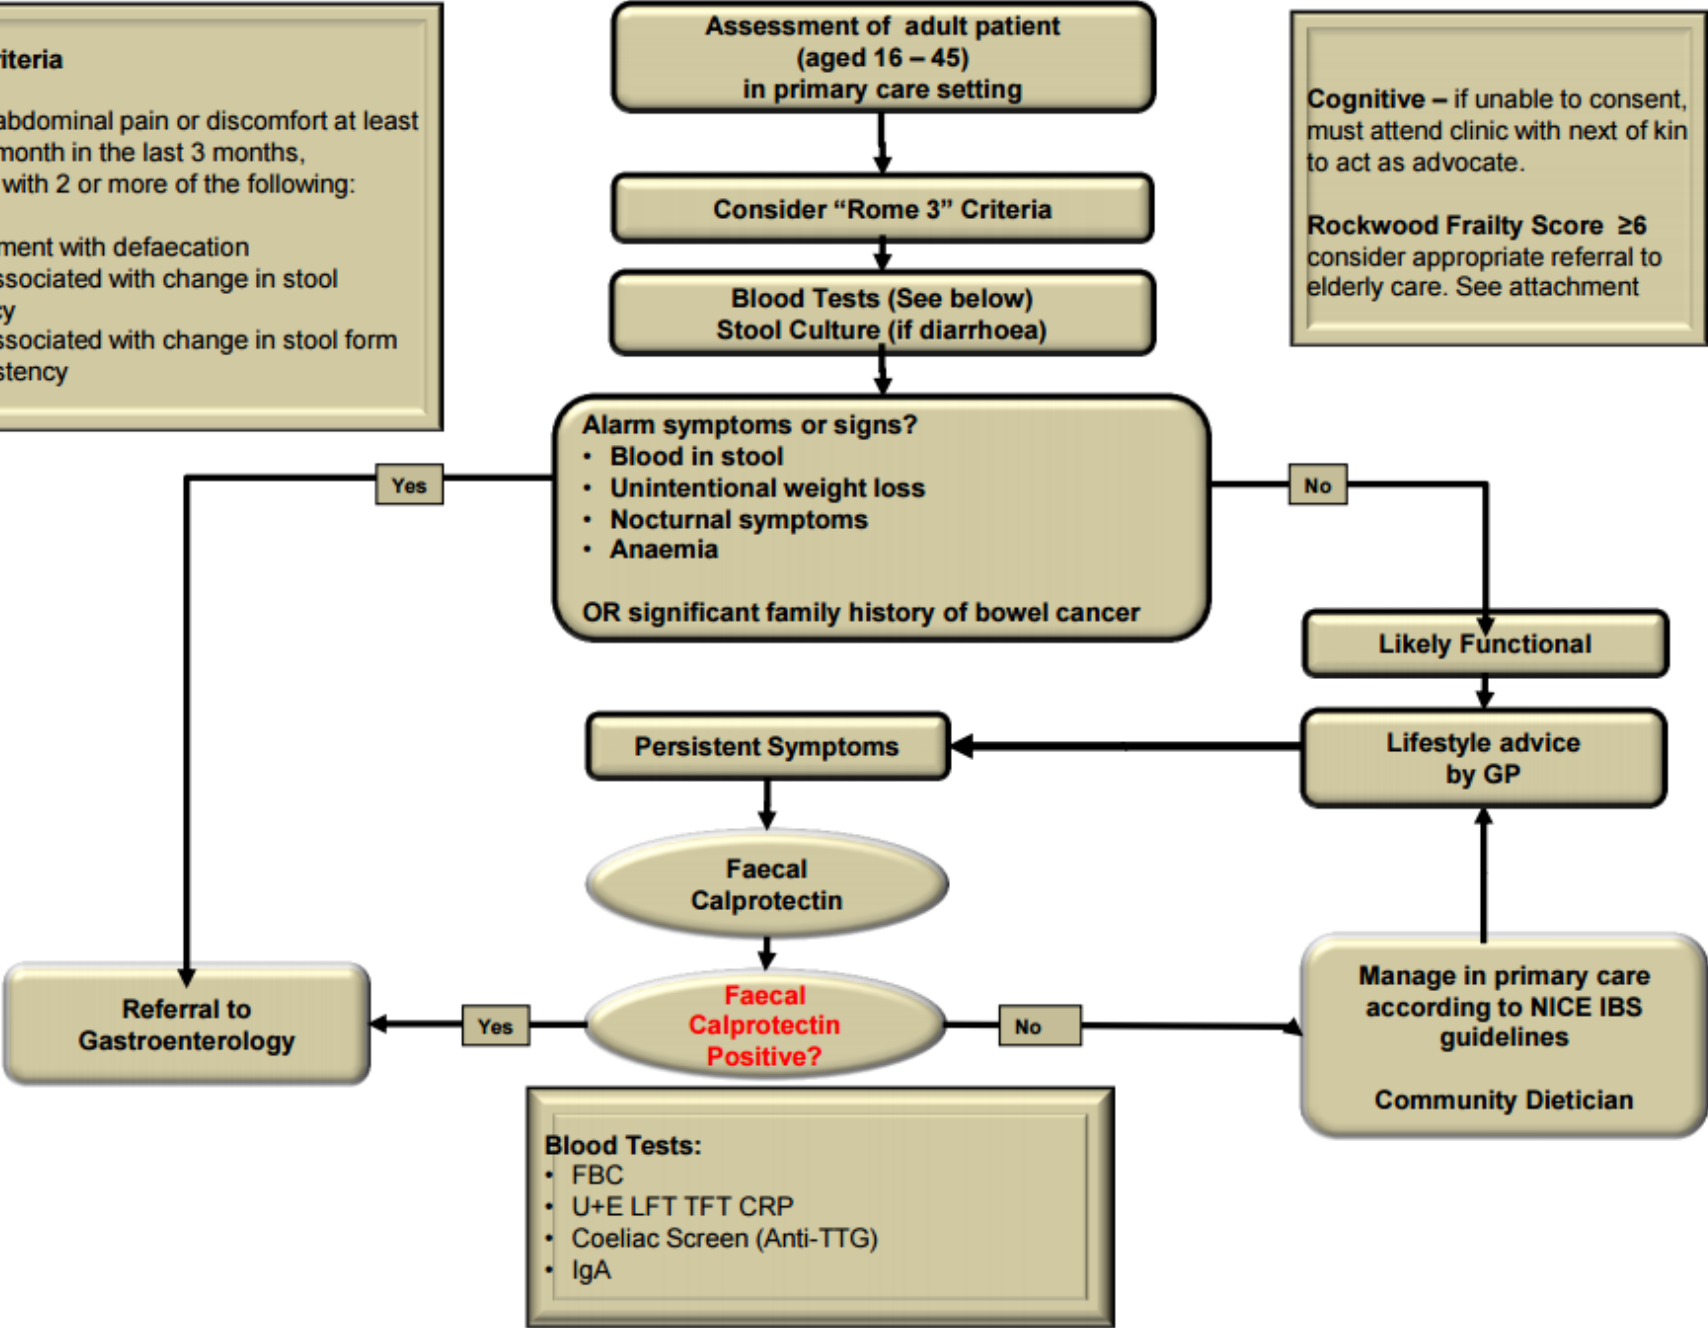 riteria
abdominal pain or discomfort at least
month in the last 3 months,
with 2 or more of the following:
ment with defaecation
ssociated with change in stool
cy
ssociated with change in stool form
stency
Assessment of adult patient
(aged 16 – 45)
in primary care setting
Consider “Rome 3” Criteria
Blood Tests (See below)
Stool Culture (if diarrhoea)
Cognitive – if unable to consent,
must attend clinic with next of kin
to act as advocate.
Rockwood Frailty Score ≥6
consider appropriate referral to
elderly care. See attachment
Alarm symptoms or signs?
• Blood in stool
• Unintentional weight loss
• Nocturnal symptoms
• Anaemia
OR significant family history of bowel cancer
Yes
No
Likely Functional
Lifestyle advice
by GP
Persistent Symptoms
Faecal
Calprotectin
Faecal
Calprotectin
Positive?
Yes
No
Referral to
Gastroenterology
Manage in primary care
according to NICE IBS
guidelines
Community Dietician
Blood Tests:
• FBC
• U+E LFT TFT CRP
• Coeliac Screen (Anti-TTG)
• IgA